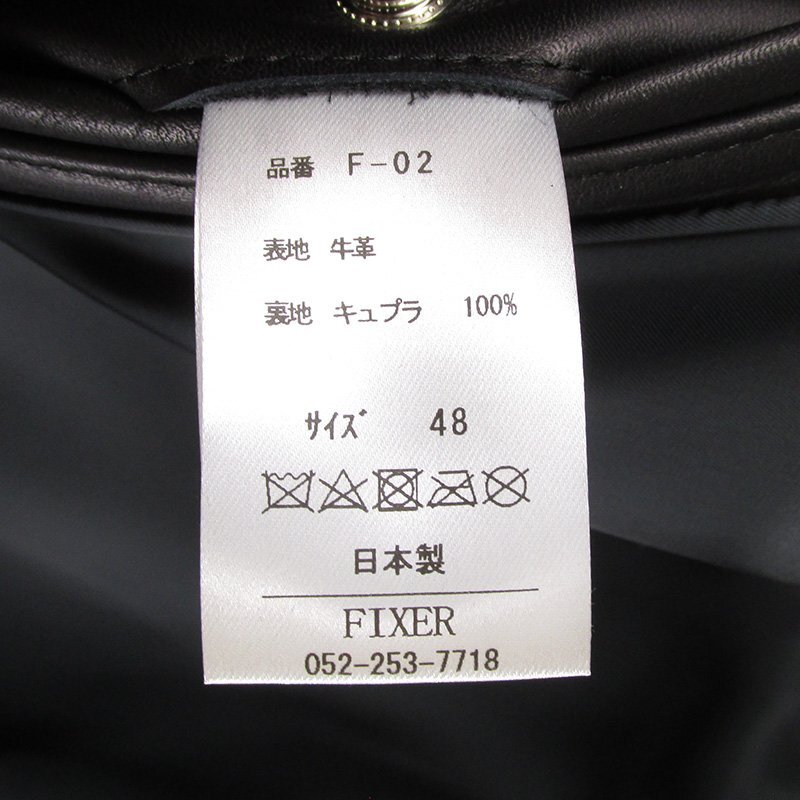 品番 F-02
表地 牛革
裏地 キュプラ 100%
サイズ 48
日本製
FIXER
052-253-7718